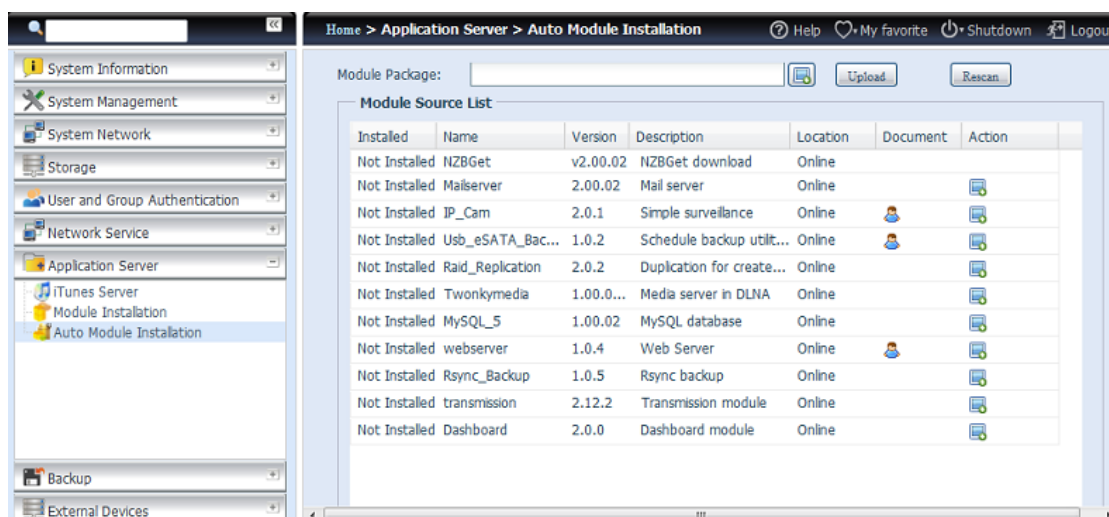 Home > Application Server > Auto Module Installation
Help
My favorite
Shutdown
Logou
System Information
System Management
System Network
Storage
User and Group Authentication
Network Service
Application Server
iTunes Server
Module Installation
Auto Module Installation
Backup
External Devices
Module Package:
Upload
Rescan
Module Source List
Installed Name Version Description Location Document Action
Not Installed NZBGet v2.00.02 NZBGet download Online
Not Installed Mailserver 2.00.02 Mail server Online
Not Installed IP_Cam 2.0.1 Simple surveillance Online
Not Installed Usb_eSATA_Bac... 1.0.2 Schedule backup utilit... Online
Not Installed Raid_Replication 2.0.2 Duplication for create... Online
Not Installed Twonkymedia 1.00.0... Media server in DLNA Online
Not Installed MySQL_5 1.00.02 MySQL database Online
Not Installed webserver 1.0.4 Web Server Online
Not Installed Rsync_Backup 1.0.5 Rsync backup Online
Not Installed transmission 2.12.2 Transmission module Online
Not Installed Dashboard 2.0.0 Dashboard module Online